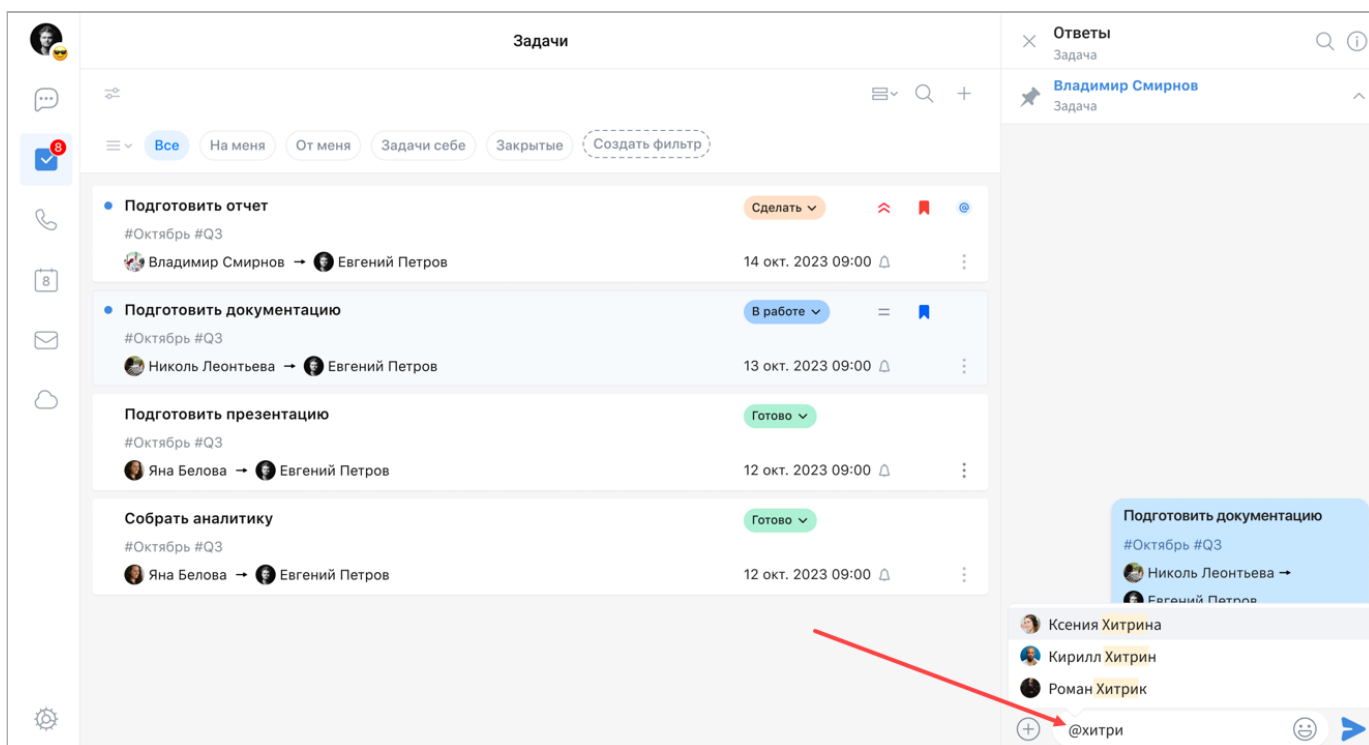 Задачи
Ответы
Задача
Владимир Смирнов
Задача
8
8
Все
На меня
От меня
Задачи себе
Закрытые
Создать фильтр
Подготовить отчет
Сделать
@
#Октябрь #Q3
Владимир Смирнов → Евгений Петров
14 окт. 2023 09:00
Подготовить документацию
В работе
#Октябрь #Q3
Николь Леонтьева → Евгений Петров
13 окт. 2023 09:00
Подготовить презентацию
Готово
#Октябрь #Q3
Яна Белова → Евгений Петров
12 окт. 2023 09:00
Собрать аналитику
Готово
#Октябрь #Q3
Яна Белова → Евгений Петров
12 окт. 2023 09:00
Подготовить документацию
#Октябрь #Q3
Николь Леонтьева →
Евгений Петров
Ксения Хитрина
Кирилл Хитрин
Роман Хитрик
@хитри